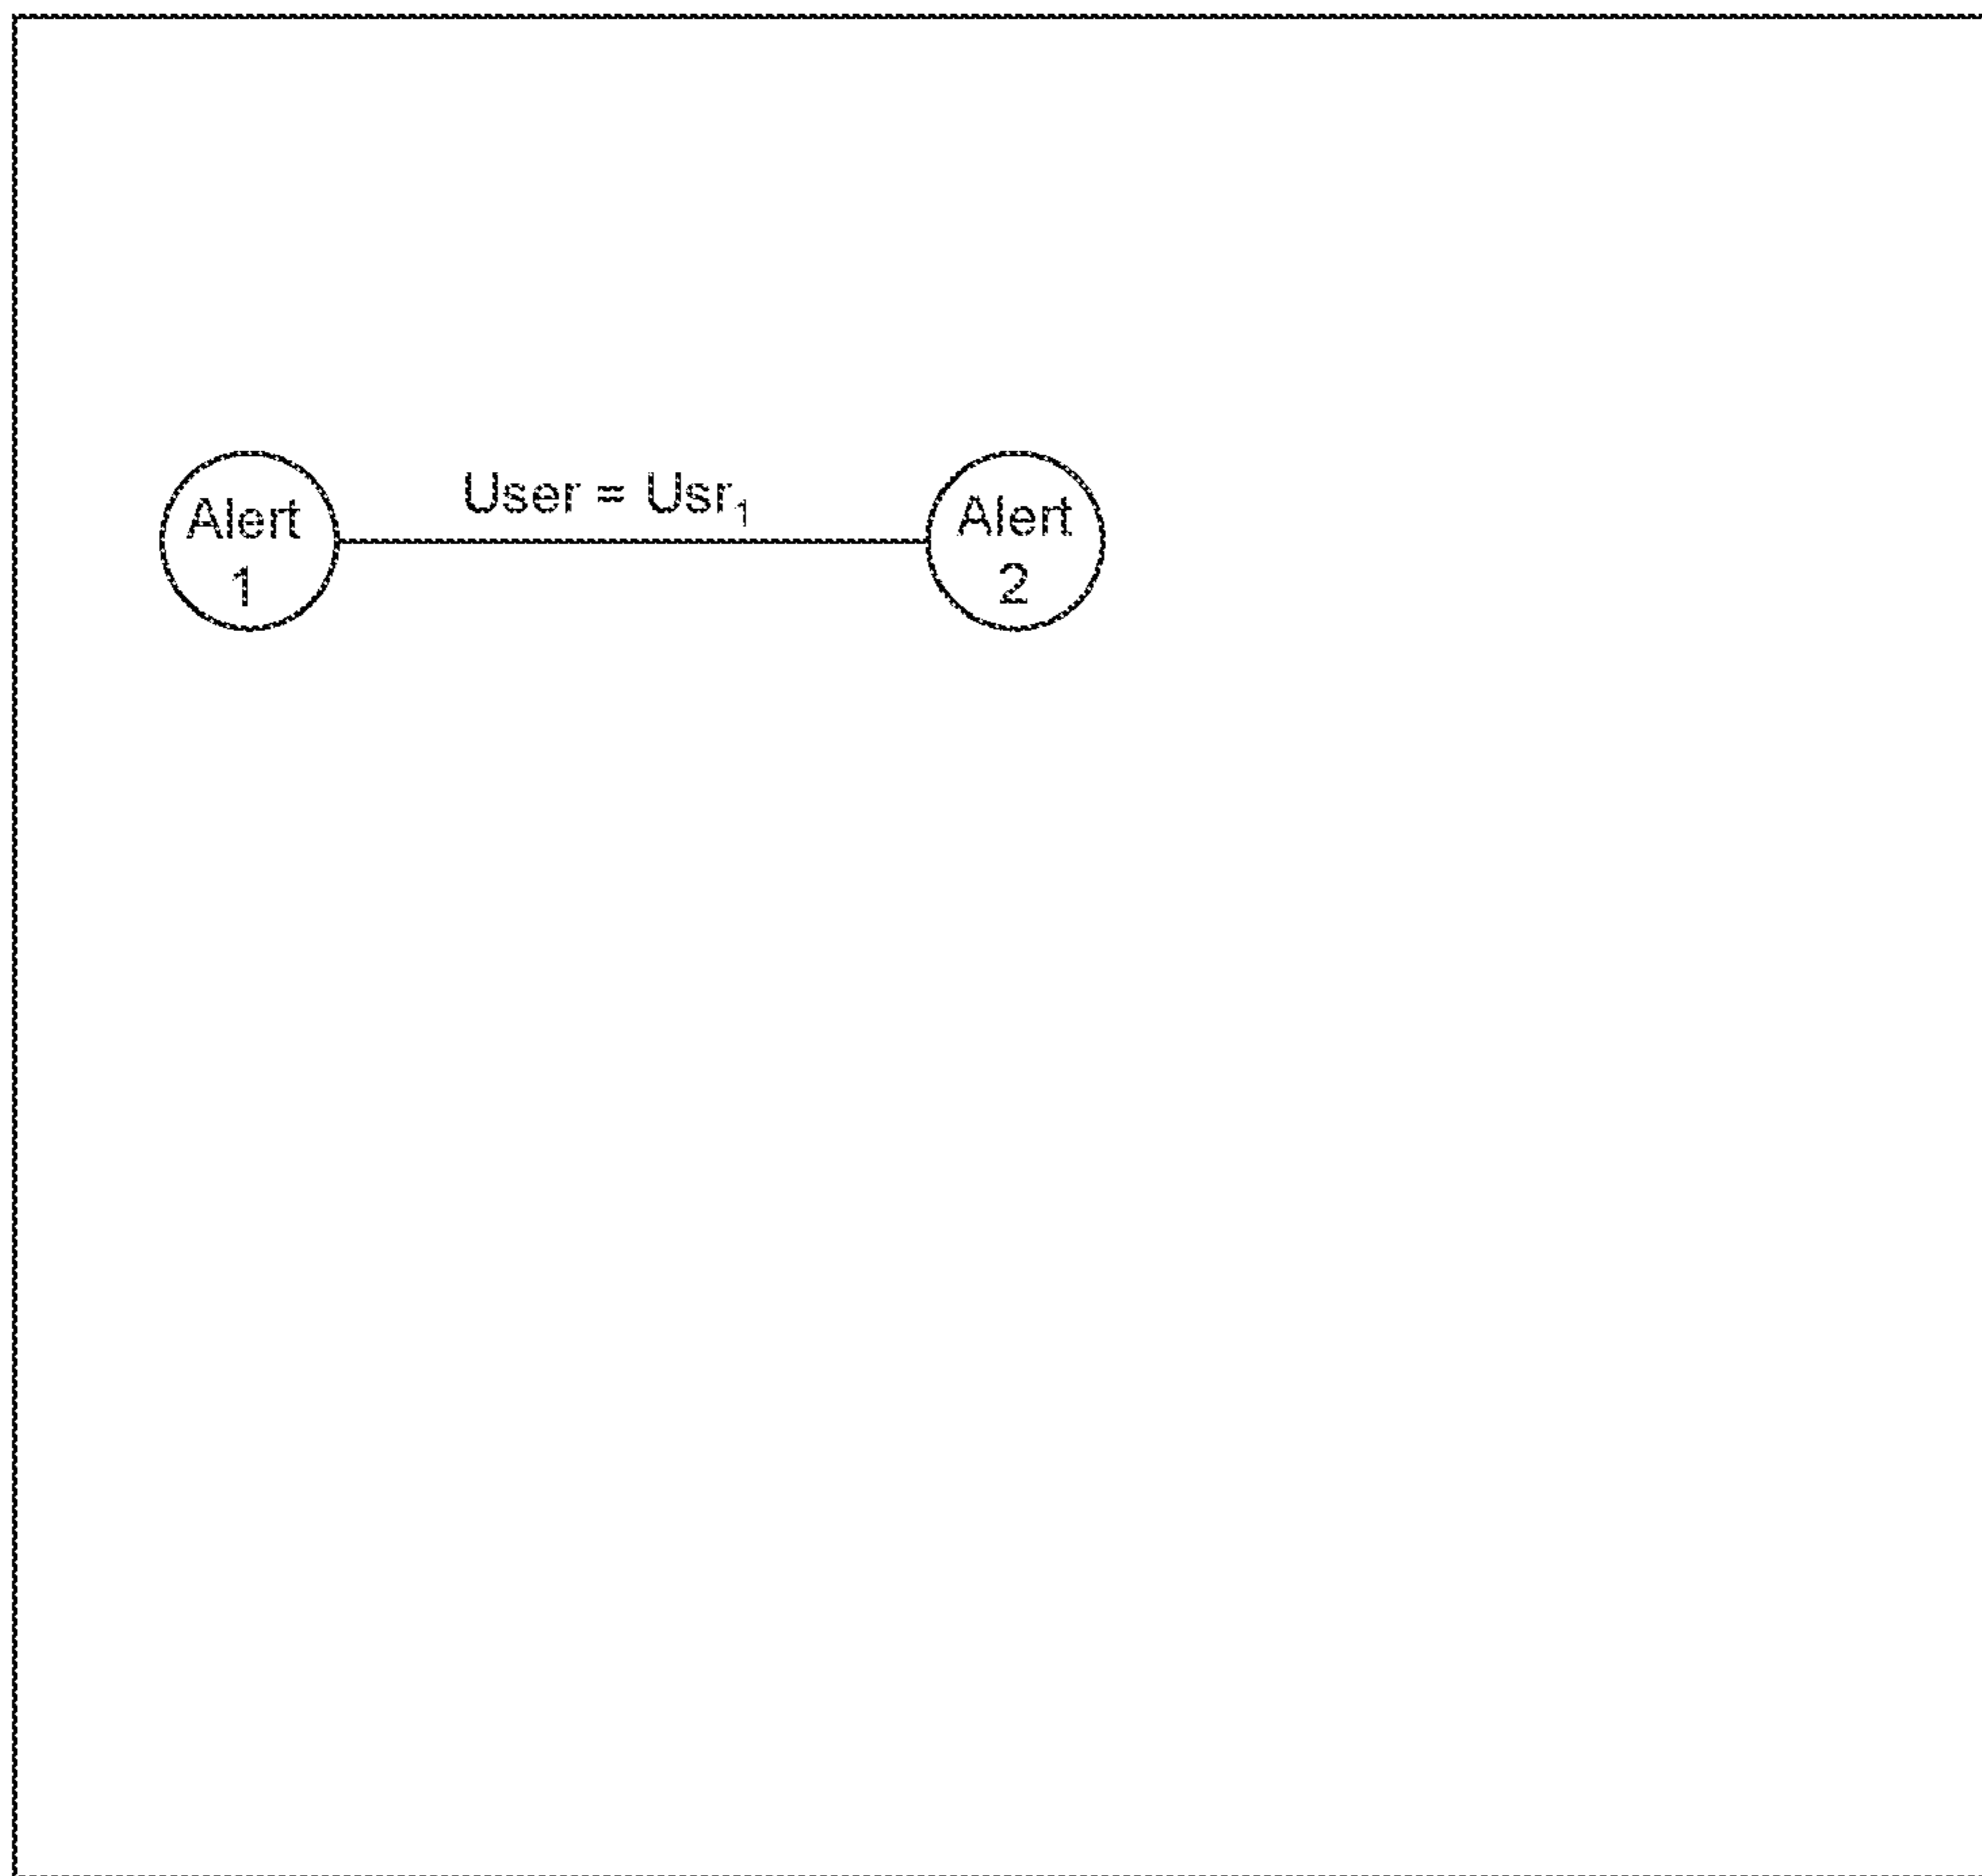 User = Usr₁
Alert
1
Alert
2